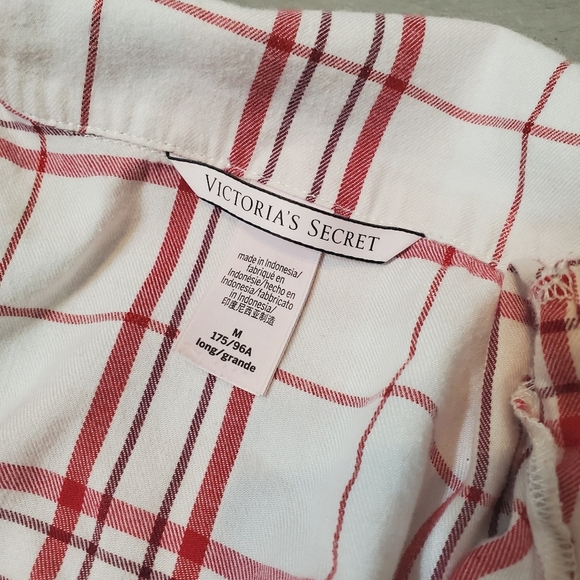 VICTORIA'S SECRET
made in Indonesia/
fabriqué en
Indonésie/hecho en
Indonesia/fabbricato
in Indonesia/
印度尼西亚制造
M
175/96A
long/grande